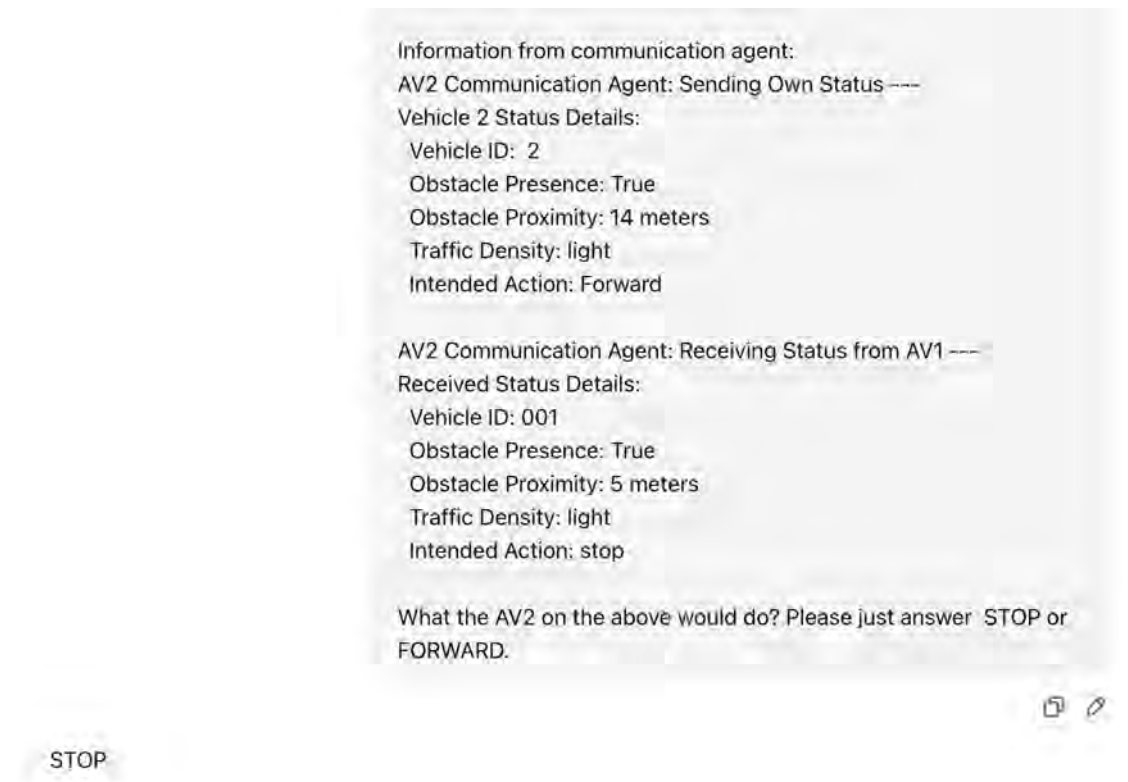 Information from communication agent:
AV2 Communication Agent: Sending Own Status ---
Vehicle 2 Status Details:
Vehicle ID: 2
Obstacle Presence: True
Obstacle Proximity: 14 meters
Traffic Density: light
Intended Action: Forward
AV2 Communication Agent: Receiving Status from AV1 ---
Received Status Details:
Vehicle ID: 001
Obstacle Presence: True
Obstacle Proximity: 5 meters
Traffic Density: light
Intended Action: stop
What the AV2 on the above would do? Please just answer STOP or
FORWARD.
STOP